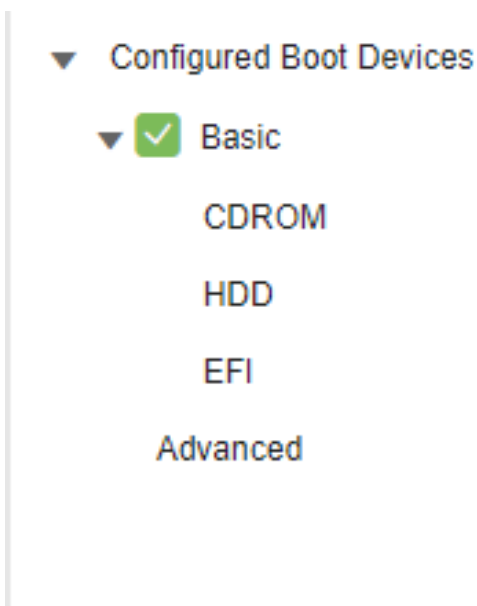 Configured Boot Devices
Basic
CDROM
HDD
EFI
Advanced